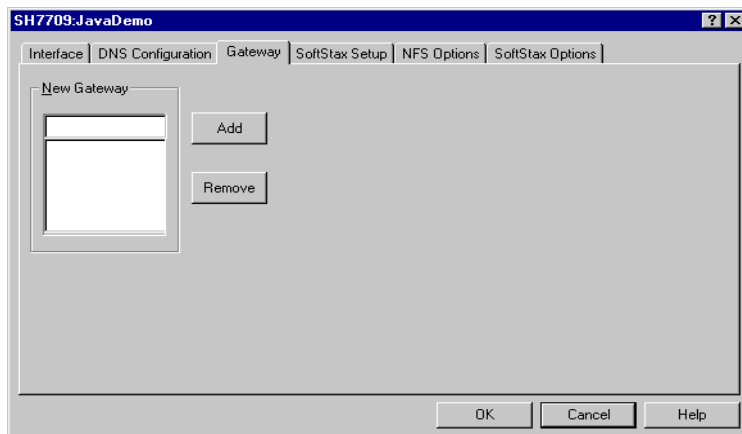 SH7709:JavaDemo
Interface DNS Configuration Gateway SoftStax Setup NFS Options SoftStax Options
New Gateway
Add
Remove
OK Cancel Help